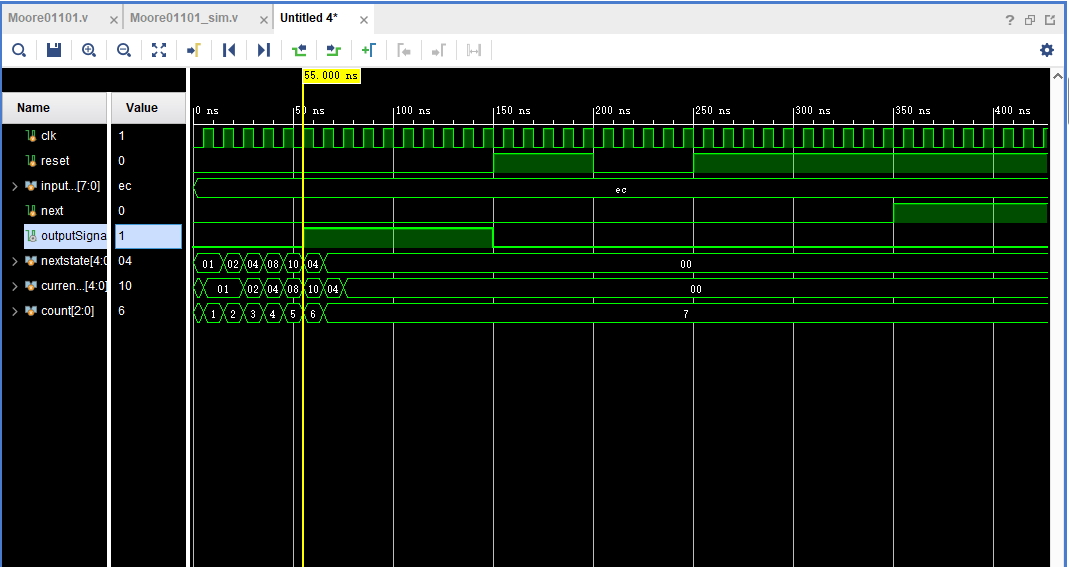 Moore01101.v × Moore01101_sim.v × Untitled 4* ×
?
55.000 ns
Name Value
0 ns 50 ns 100 ns 150 ns 200 ns 250 ns 300 ns 350 ns 400 ns
clk 1
reset 0
input...[7:0] ec ec
next 0
outputSigna 1
nextstate[4:0 04 01 02 04 08 10 04 00
curren...[4:0] 10 01 02 04 08 10 04 00
count[2:0] 6 1 2 3 4 5 6 7